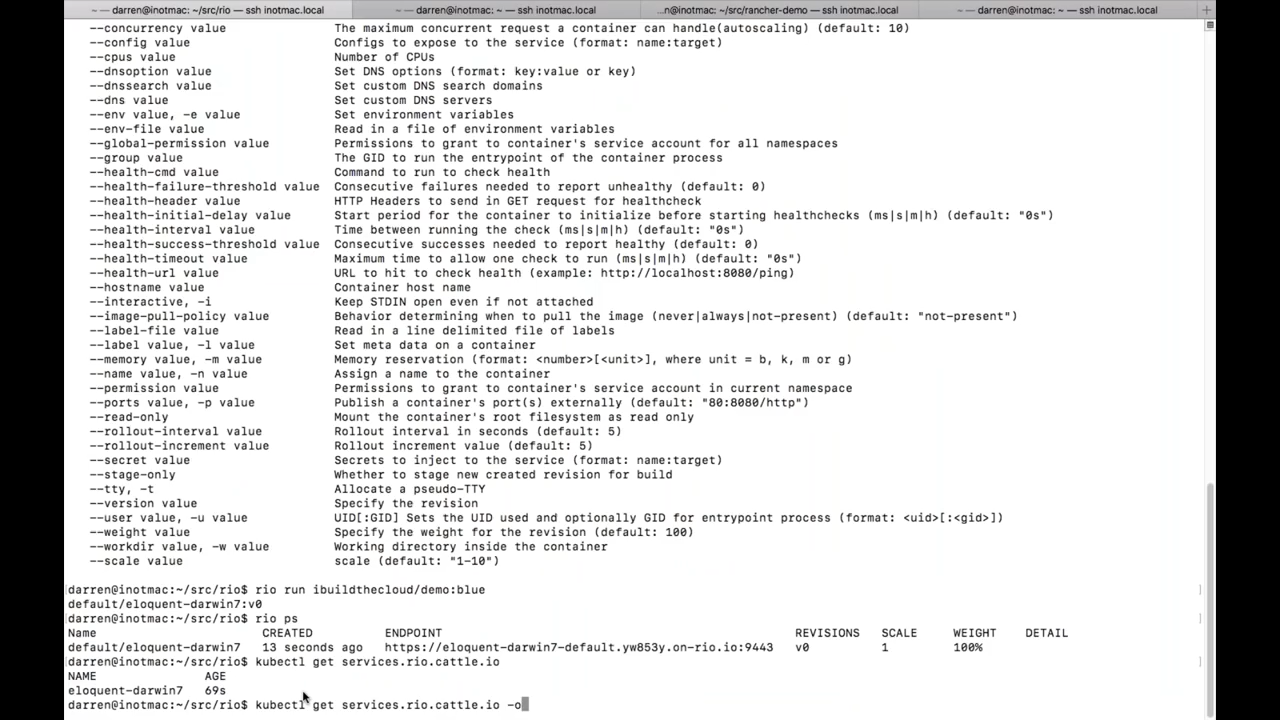 darren@inotmac: ~/src/rio — ssh inotmac.local
— darren@inotmac: ~ — ssh inotmac.local
...n@inotmac: ~/src/rancher-demo — ssh inotmac.local
— darren@inotmac: ~ — ssh inotmac.local
--concurrency value The maximum concurrent request a container can handle(autoscaling) (default: 10)
--config value Configs to expose to the service (format: name:target)
--cpus value Number of CPUs
--dnsoption value Set DNS options (format: key:value or key)
--dnssearch value Set custom DNS search domains
--dns value Set custom DNS servers
--env value, -e value Set environment variables
--env-file value Read in a file of environment variables
--global-permission value Permissions to grant to container's service account for all namespaces
--group value The GID to run the entrypoint of the container process
--health-cmd value Command to run to check health
--health-failure-threshold value Consecutive failures needed to report unhealthy (default: 0)
--health-header value HTTP Headers to send in GET request for healthcheck
--health-initial-delay value Start period for the container to initialize before starting healthchecks (ms|s|m|h) (default: "0s")
--health-interval value Time between running the check (ms|s|m|h) (default: "0s")
--health-success-threshold value Consecutive successes needed to report healthy (default: 0)
--health-timeout value Maximum time to allow one check to run (ms|s|m|h) (default: "0s")
--health-url value URL to hit to check health (example: http://localhost:8080/ping)
--hostname value Container host name
--interactive, -i Keep STDIN open even if not attached
--image-pull-policy value Behavior determining when to pull the image (never|always|not-present) (default: "not-present")
--label-file value Read in a line delimited file of labels
--label value, -l value Set meta data on a container
--memory value, -m value Memory reservation (format: <number>[<unit>], where unit = b, k, m or g)
--name value, -n value Assign a name to the container
--permission value Permissions to grant to container's service account in current namespace
--ports value, -p value Publish a container's port(s) externally (default: "80:8080/http")
--read-only Mount the container's root filesystem as read only
--rollout-interval value Rollout interval in seconds (default: 5)
--rollout-increment value Rollout increment value (default: 5)
--secret value Secrets to inject to the service (format: name:target)
--stage-only Whether to stage new created revision for build
--tty, -t Allocate a pseudo-TTY
--version value Specify the revision
--user value, -u value UID[:GID] Sets the UID used and optionally GID for entrypoint process (format: <uid>[:<gid>])
--weight value Specify the weight for the revision (default: 100)
--workdir value, -w value Working directory inside the container
--scale value scale (default: "1-10")
darren@inotmac:~/src/rio$ rio run ibuildthecloud/demo:blue
default/eloquent-darwin7:v0
darren@inotmac:~/src/rio$ rio ps
Name CREATED ENDPOINT REVISIONS SCALE WEIGHT DETAIL
default/eloquent-darwin7 13 seconds ago https://eloquent-darwin7-default.yw853y.on-rio.io:9443 v0 1 100%
darren@inotmac:~/src/rio$ kubectl get services.rio.cattle.io
NAME AGE
eloquent-darwin7 69s
darren@inotmac:~/src/rio$ kubectl get services.rio.cattle.io -o